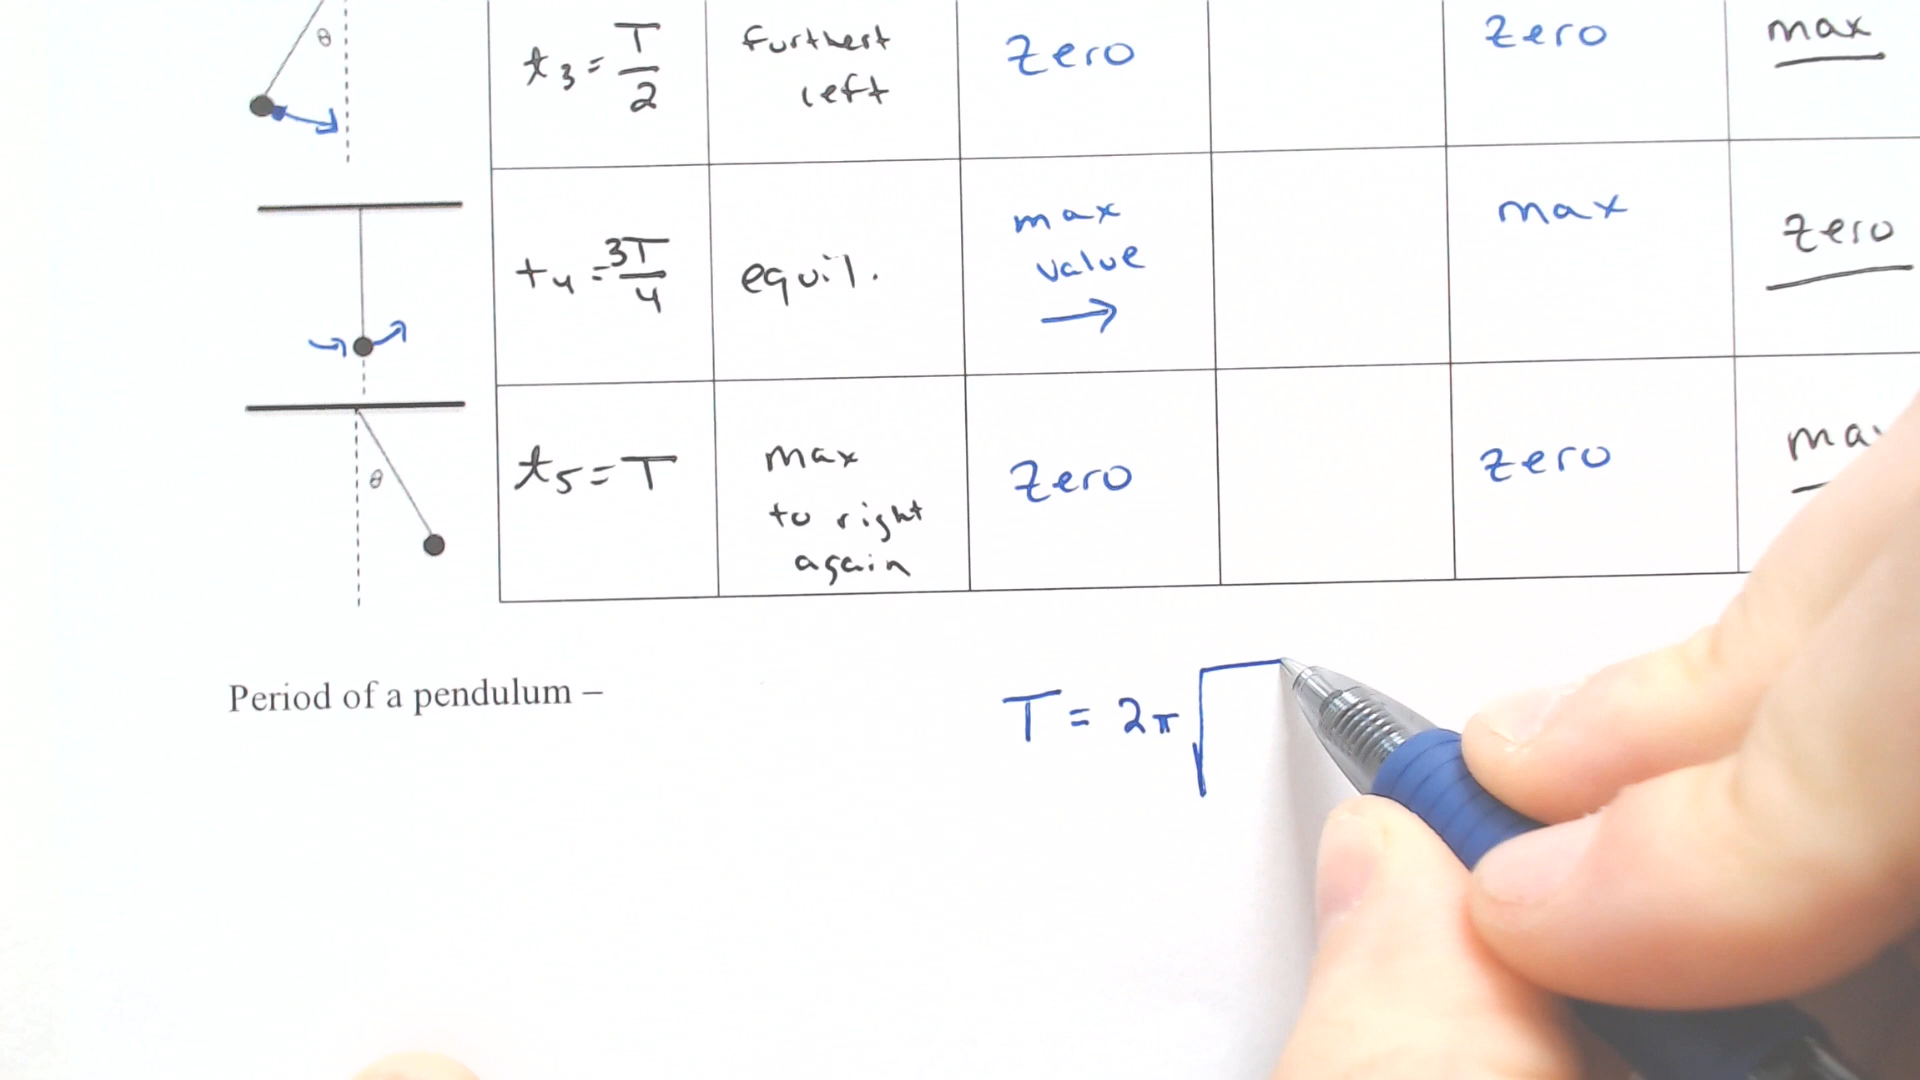 θ
t₃ = T/2
furthest
left
zero
zero
max
t₄ = 3T/4
equil.
max
value
→
max
zero
θ
t₅ = T
max
to right
again
zero
zero
Period of a pendulum –
T = 2π√